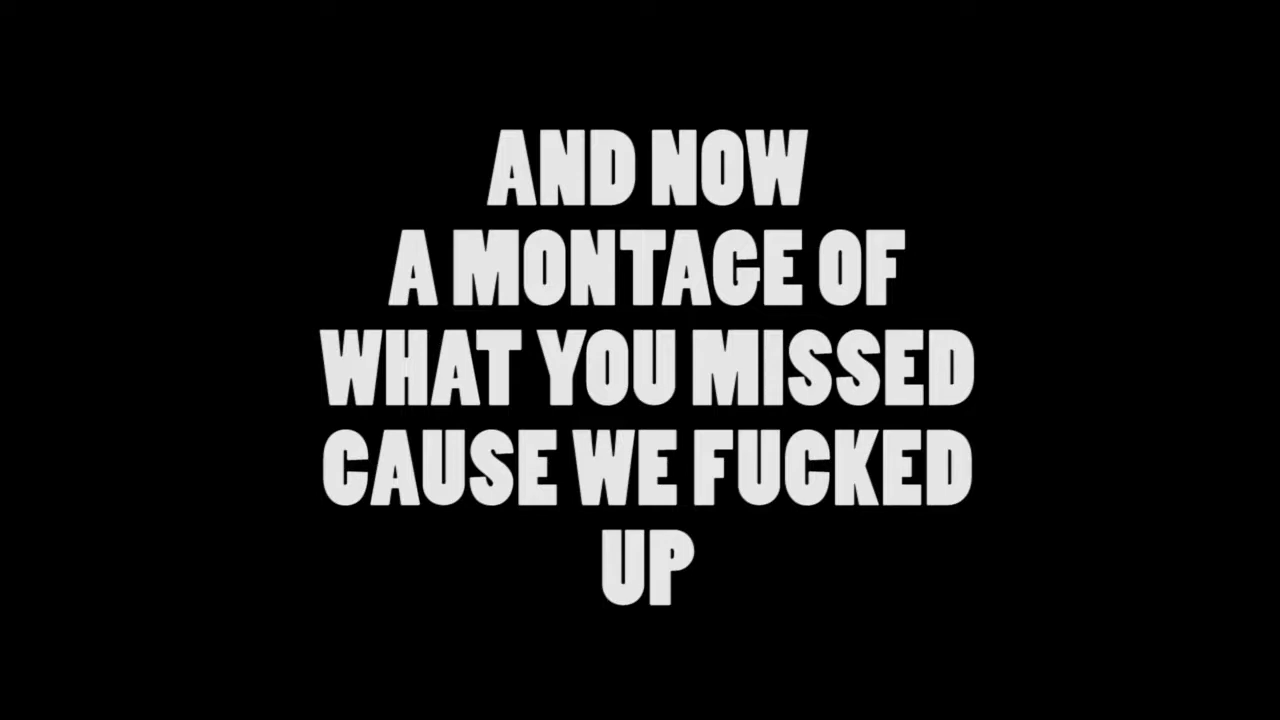 AND NOW
A MONTAGE OF
WHAT YOU MISSED
CAUSE WE FUCKED
UP